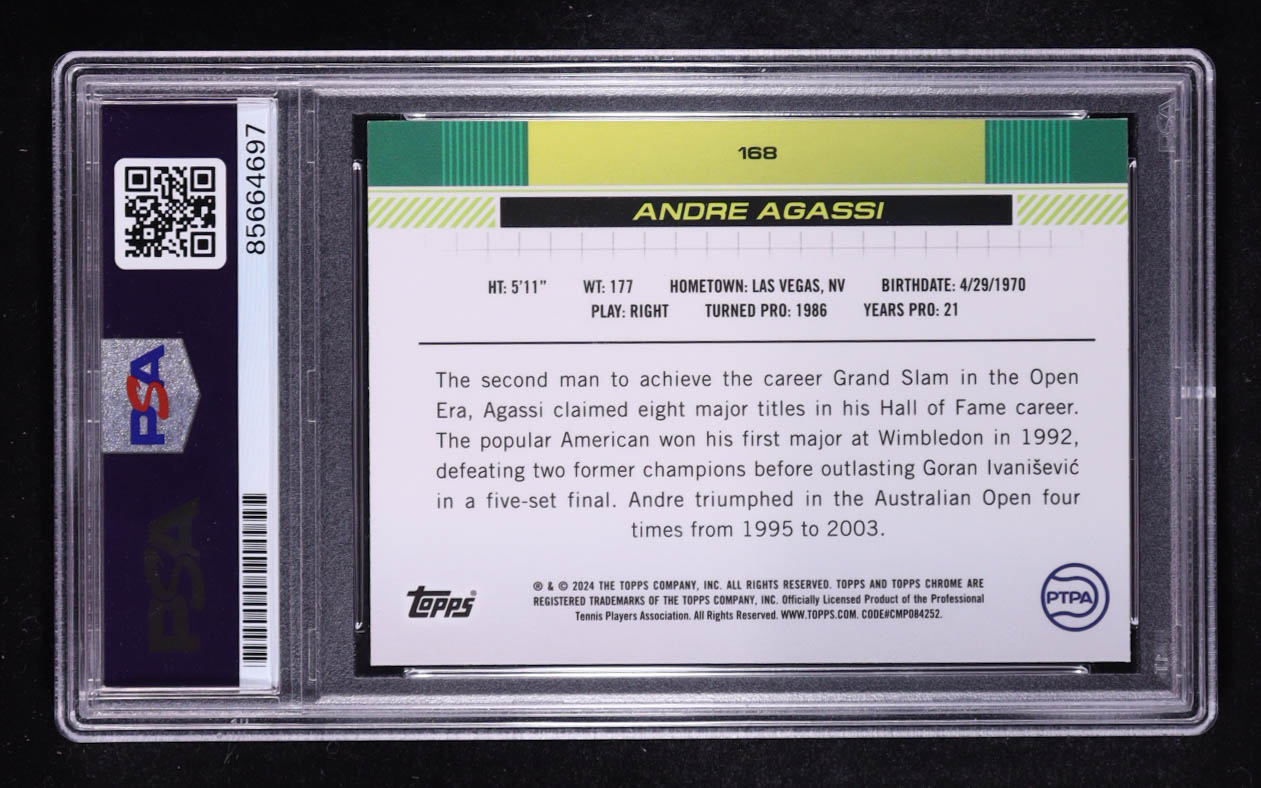 85664697
PSA
PSA
168
ANDRE AGASSI
HT: 5'11" WT: 177 HOMETOWN: LAS VEGAS, NV BIRTHDATE: 4/29/1970
PLAY: RIGHT TURNED PRO: 1986 YEARS PRO: 21
The second man to achieve the career Grand Slam in the Open
Era, Agassi claimed eight major titles in his Hall of Fame career.
The popular American won his first major at Wimbledon in 1992,
defeating two former champions before outlasting Goran Ivanišević
in a five-set final. Andre triumphed in the Australian Open four
times from 1995 to 2003.
Topps®
® & © 2024 THE TOPPS COMPANY, INC. ALL RIGHTS RESERVED. TOPPS AND TOPPS CHROME ARE
REGISTERED TRADEMARKS OF THE TOPPS COMPANY, INC. Officially Licensed Product of the Professional
Tennis Players Association. All Rights Reserved. WWW.TOPPS.COM. CODE#CMP084252.
PTPA